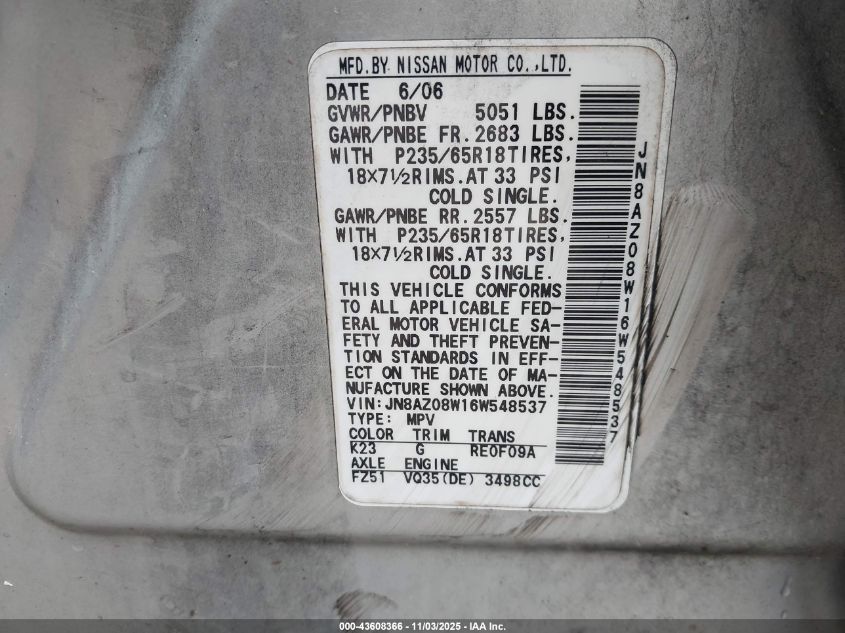 MFD.BY NISSAN MOTOR CO.,LTD.
DATE 6/06
GVWR/PNBV 5051 LBS.
GAWR/PNBE FR.2683 LBS.
WITH P235/65R18TIRES,
18×7½RIMS.AT 33 PSI
COLD SINGLE.
GAWR/PNBE RR.2557 LBS.
WITH P235/65R18TIRES,
18×7½RIMS.AT 33 PSI
COLD SINGLE.
THIS VEHICLE CONFORMS
TO ALL APPLICABLE FED-
ERAL MOTOR VEHICLE SA-
FETY AND THEFT PREVEN-
TION STANDARDS IN EFF-
ECT ON THE DATE OF MA-
NUFACTURE SHOWN ABOVE.
VIN:JN8AZ08W16W548537
TYPE: MPV
COLOR TRIM TRANS
K23 G RE0F09A
AXLE ENGINE
FZ51 VQ35(DE) 3498CC
JN8AZ08W16W548537
000-43608366 - 11/03/2025 - IAA Inc.